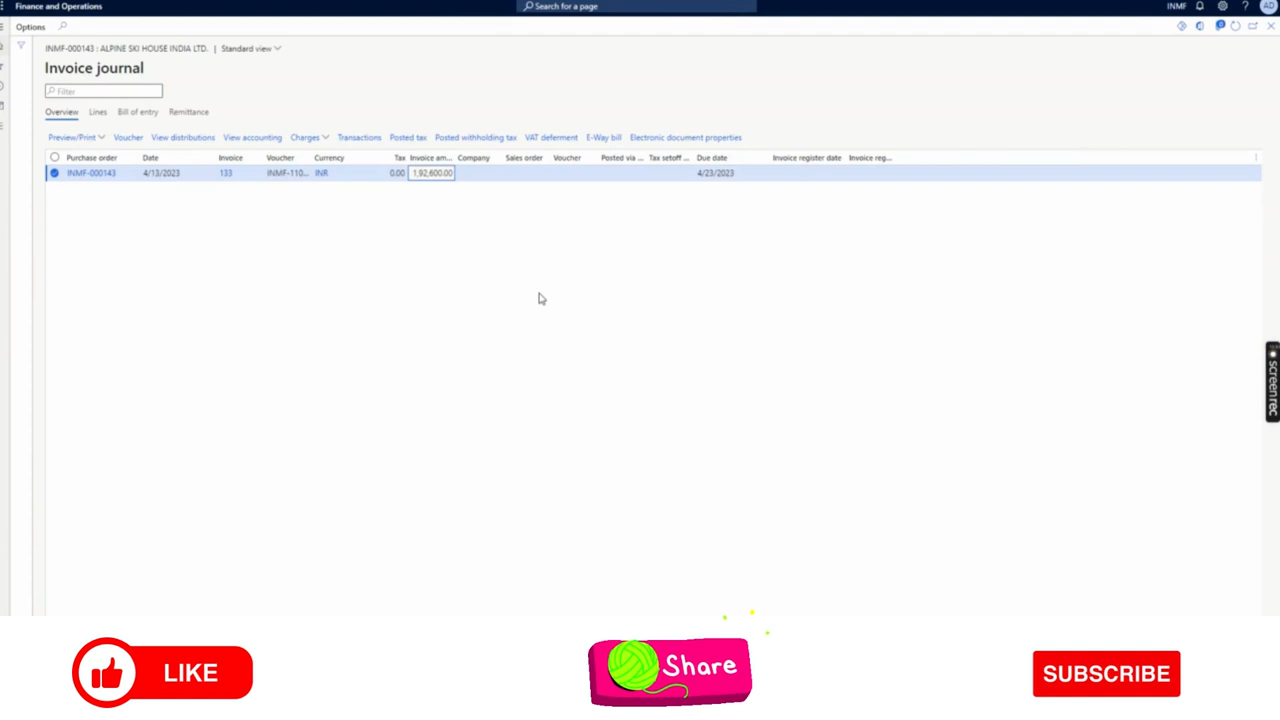 Finance and Operations
Search for a page
INMF
AD
Options
INMF-000143 : ALPINE SKI HOUSE INDIA LTD. | Standard view
Invoice journal
Filter
Overview Lines Bill of entry Remittance
Preview/Print Voucher View distributions View accounting Charges Transactions Posted tax Posted withholding tax VAT deferment E-Way bill Electronic document properties
Purchase order Date Invoice Voucher Currency Tax Invoice am... Company Sales order Voucher Posted via ... Tax setoff ... Due date Invoice register date Invoice reg...
INMF-000143 4/13/2023 133 INMF-110... INR 0.00 1,92,600.00 4/23/2023
screenrec
LIKE
Share
SUBSCRIBE